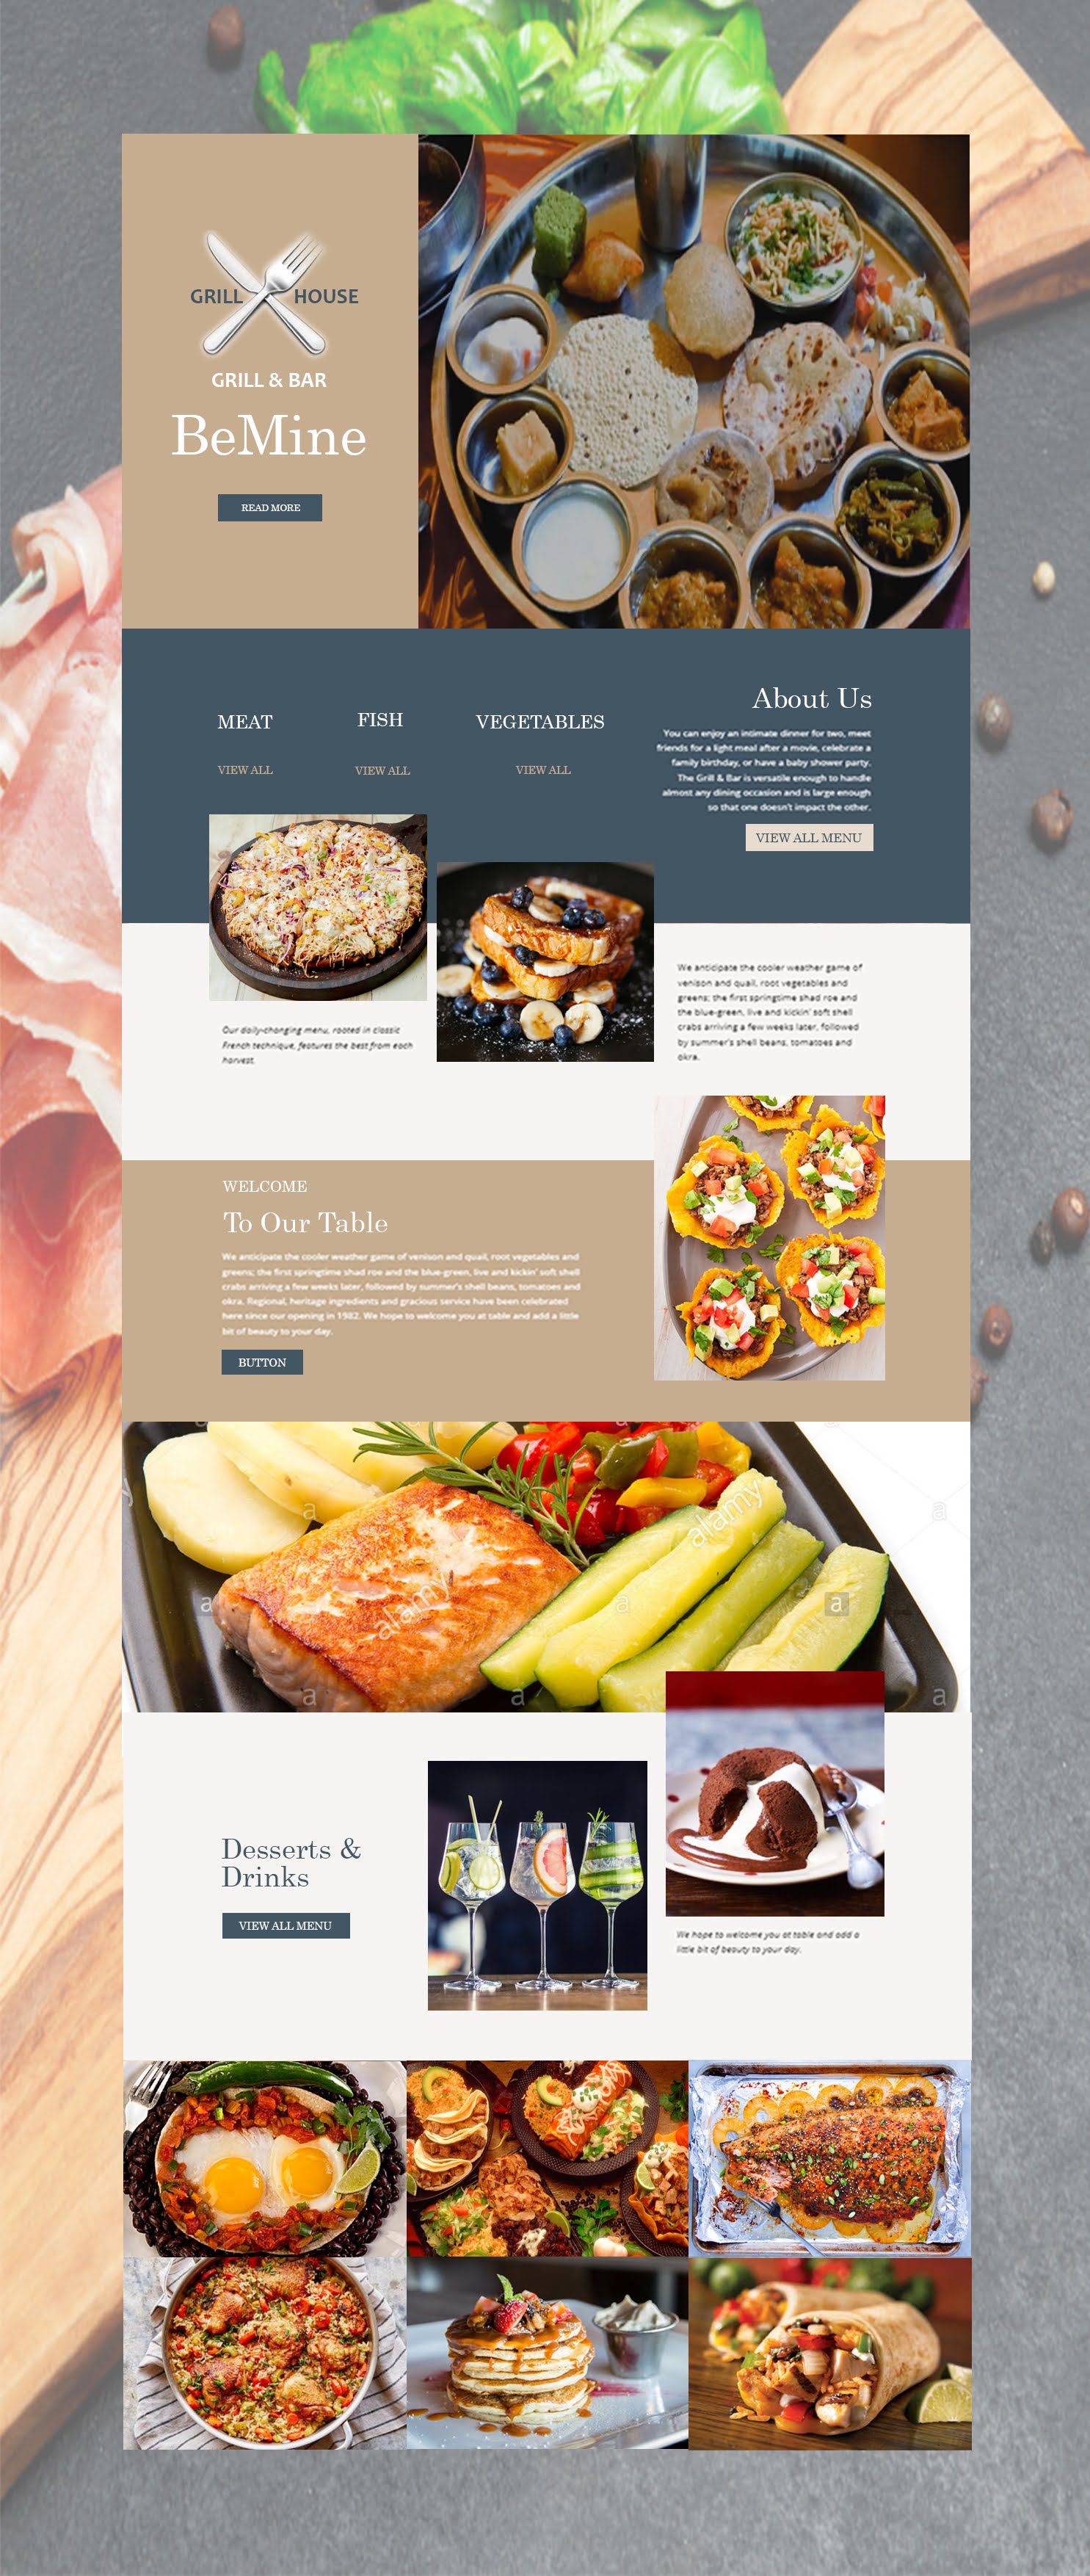 GRILL HOUSE
GRILL & BAR
BeMine
READ MORE
MEAT
VIEW ALL
FISH
VIEW ALL
VEGETABLES
VIEW ALL
About Us
You can enjoy an intimate dinner for two, meet
friends for a light meal after a movie, celebrate a
family birthday, or have a baby shower party.
The Grill & Bar is versatile enough to handle
almost any dining occasion and is large enough
so that one doesn't impact the other.
VIEW ALL MENU
Our daily-changing menu, rooted in classic
French technique, features the best from each
harvest.
We anticipate the cooler weather game of
venison and quail, root vegetables and
greens; the first springtime shad roe and
the blue-green, live and kickin' soft shell
crabs arriving a few weeks later, followed
by summer's shell beans, tomatoes and
okra.
WELCOME
To Our Table
We anticipate the cooler weather game of venison and quail, root vegetables and
greens; the first springtime shad roe and the blue-green, live and kickin' soft shell
crabs arriving a few weeks later, followed by summer's shell beans, tomatoes and
okra. Regional, heritage ingredients and gracious service have been celebrated
here since our opening in 1982. We hope to welcome you at table and add a little
bit of beauty to your day.
BUTTON
alamy
alamy
a
a
a
a
a
a
a
a
Desserts &
Drinks
VIEW ALL MENU
We hope to welcome you at table and add a
little bit of beauty to your day.